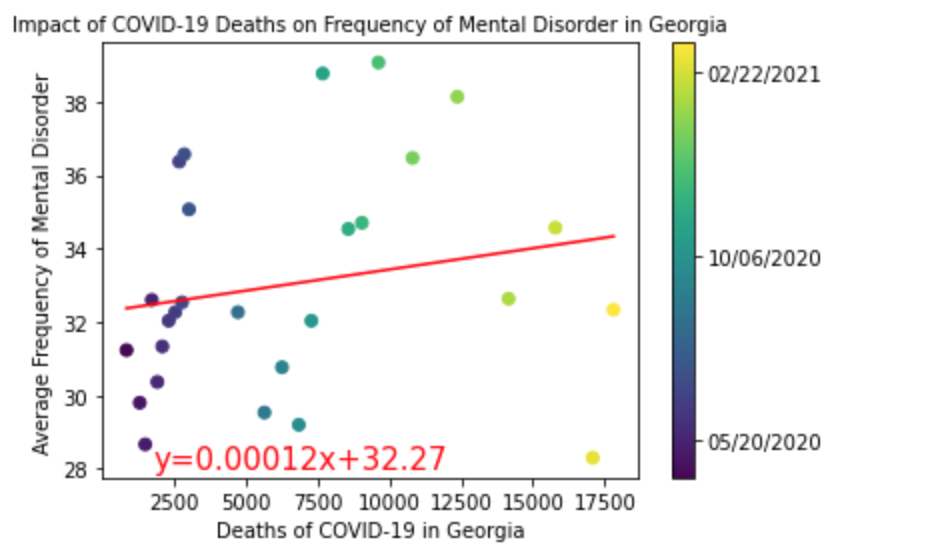 Impact of COVID-19 Deaths on Frequency of Mental Disorder in Georgia
Average Frequency of Mental Disorder
38
36
34
32
30
28
y=0.00012x+32.27
2500 5000 7500 10000 12500 15000 17500
Deaths of COVID-19 in Georgia
02/22/2021
10/06/2020
05/20/2020